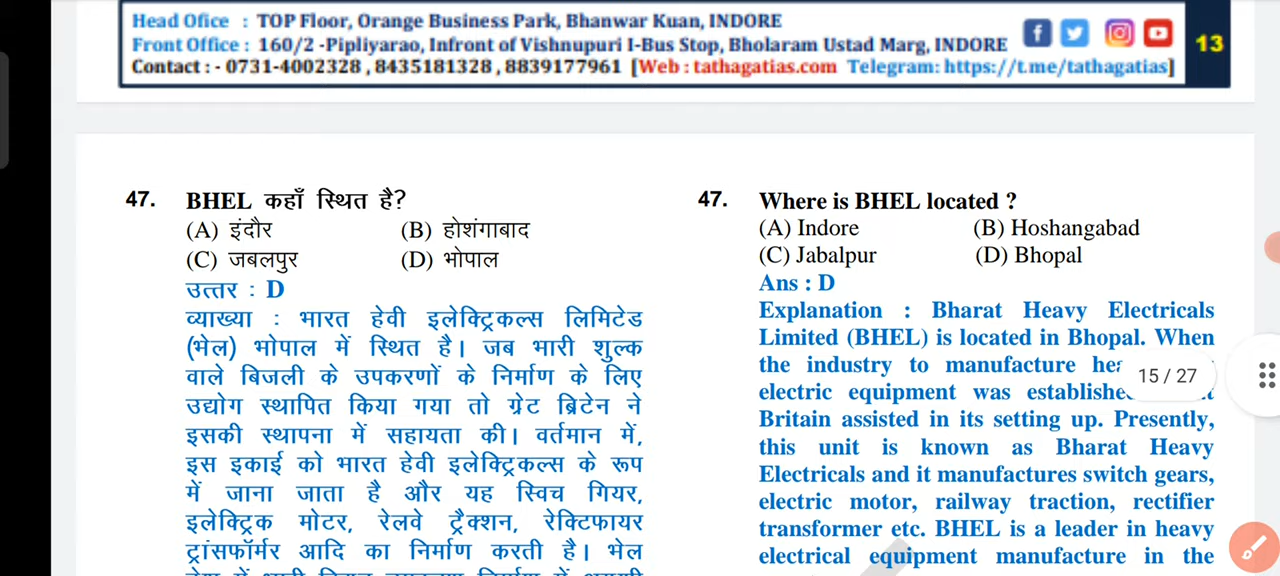 Head Ofice : TOP Floor, Orange Business Park, Bhanwar Kuan, INDORE
Front Office : 160/2 -Pipliyarao, Infront of Vishnupuri I-Bus Stop, Bholaram Ustad Marg, INDORE
Contact : - 0731-4002328 , 8435181328 , 8839177961 [Web : tathagatias.com Telegram: https://t.me/tathagatias]
13
47. BHEL कहाँ स्थित है?
(A) इंदौर (B) होशंगाबाद
(C) जबलपुर (D) भोपाल
उत्तर : D
व्याख्या : भारत हेवी इलेक्ट्रिकल्स लिमिटेड
(भेल) भोपाल में स्थित है। जब भारी शुल्क
वाले बिजली के उपकरणों के निर्माण के लिए
उद्योग स्थापित किया गया तो ग्रेट ब्रिटेन ने
इसकी स्थापना में सहायता की। वर्तमान में,
इस इकाई को भारत हेवी इलेक्ट्रिकल्स के रूप
में जाना जाता है और यह स्विच गियर,
इलेक्ट्रिक मोटर, रेलवे ट्रैक्शन, रेक्टिफायर
ट्रांसफॉर्मर आदि का निर्माण करती है। भेल
47. Where is BHEL located ?
(A) Indore (B) Hoshangabad
(C) Jabalpur (D) Bhopal
Ans : D
Explanation : Bharat Heavy Electricals
Limited (BHEL) is located in Bhopal. When
the industry to manufacture
electric equipment was
Britain assisted in its setting up. Presently,
this unit is known as Bharat Heavy
Electricals and it manufactures switch gears,
electric motor, railway traction, rectifier
transformer etc. BHEL is a leader in heavy
electrical equipment manufacture in the
15 / 27